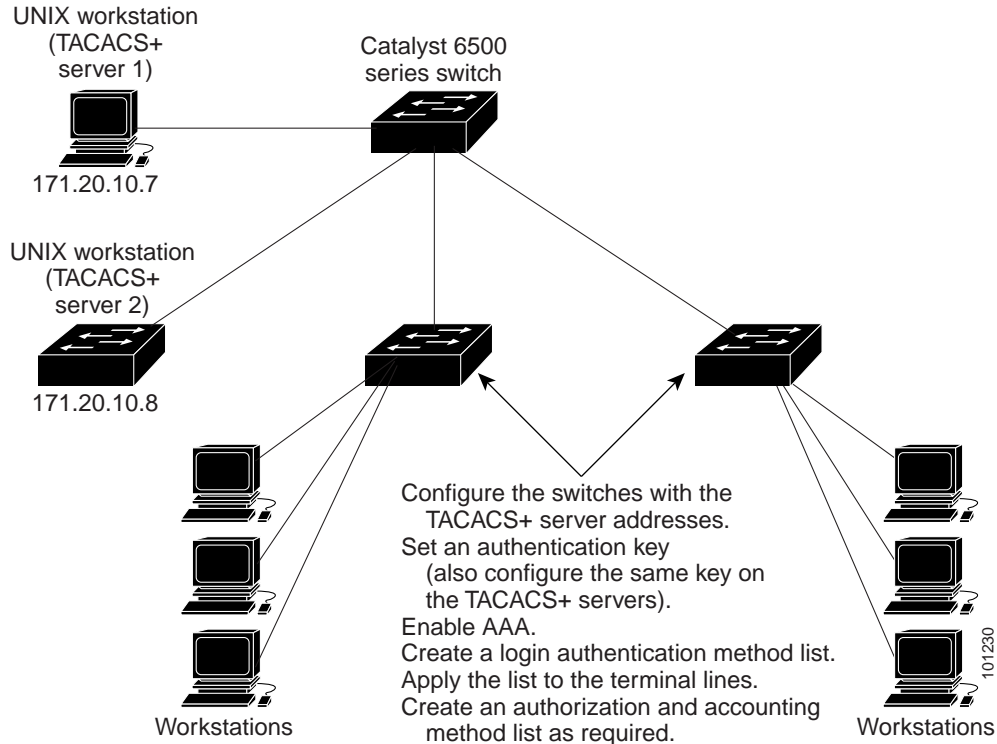 UNIX workstation
(TACACS+
server 1)
Catalyst 6500
series switch
171.20.10.7
UNIX workstation
(TACACS+
server 2)
171.20.10.8
Configure the switches with the
TACACS+ server addresses.
Set an authentication key
(also configure the same key on
the TACACS+ servers).
Enable AAA.
Create a login authentication method list.
Apply the list to the terminal lines.
Create an authorization and accounting
method list as required.
Workstations
Workstations
101230